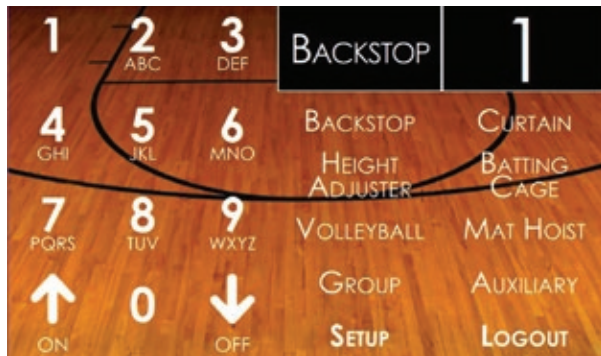 1 2 3 BACKSTOP 1
ABC DEF
4 5 6 BACKSTOP CURTAIN
GHI JKL MNO
HEIGHT BATTING
ADJUSTER CAGE
7 8 9 VOLLEYBALL MAT HOIST
PQRS TUV WXYZ
0 GROUP AUXILIARY
ON OFF SETUP LOGOUT